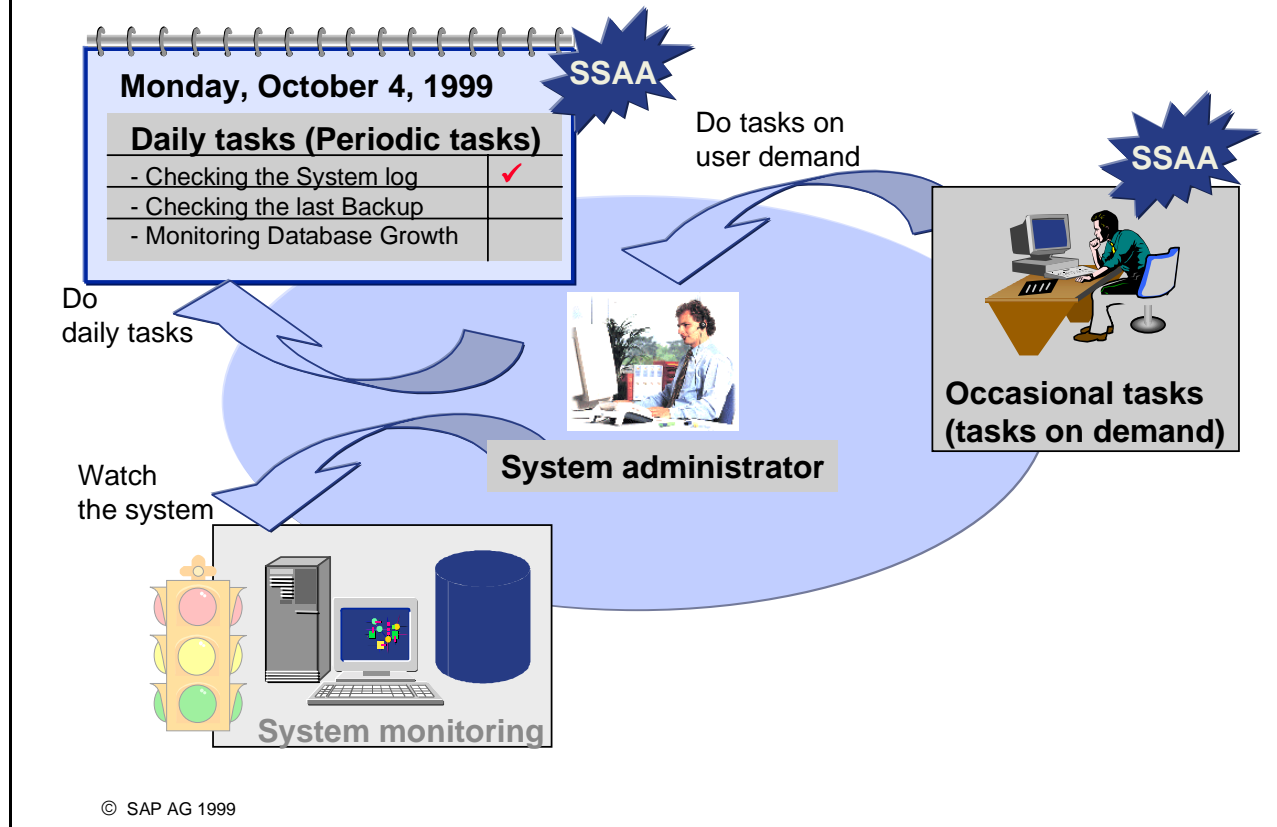 Monday, October 4, 1999
SSAA
Daily tasks (Periodic tasks)
- Checking the System log ✓
- Checking the last Backup
- Monitoring Database Growth
Do tasks on
user demand
SSAA
Occasional tasks
(tasks on demand)
Do
daily tasks
System administrator
Watch
the system
System monitoring
© SAP AG 1999